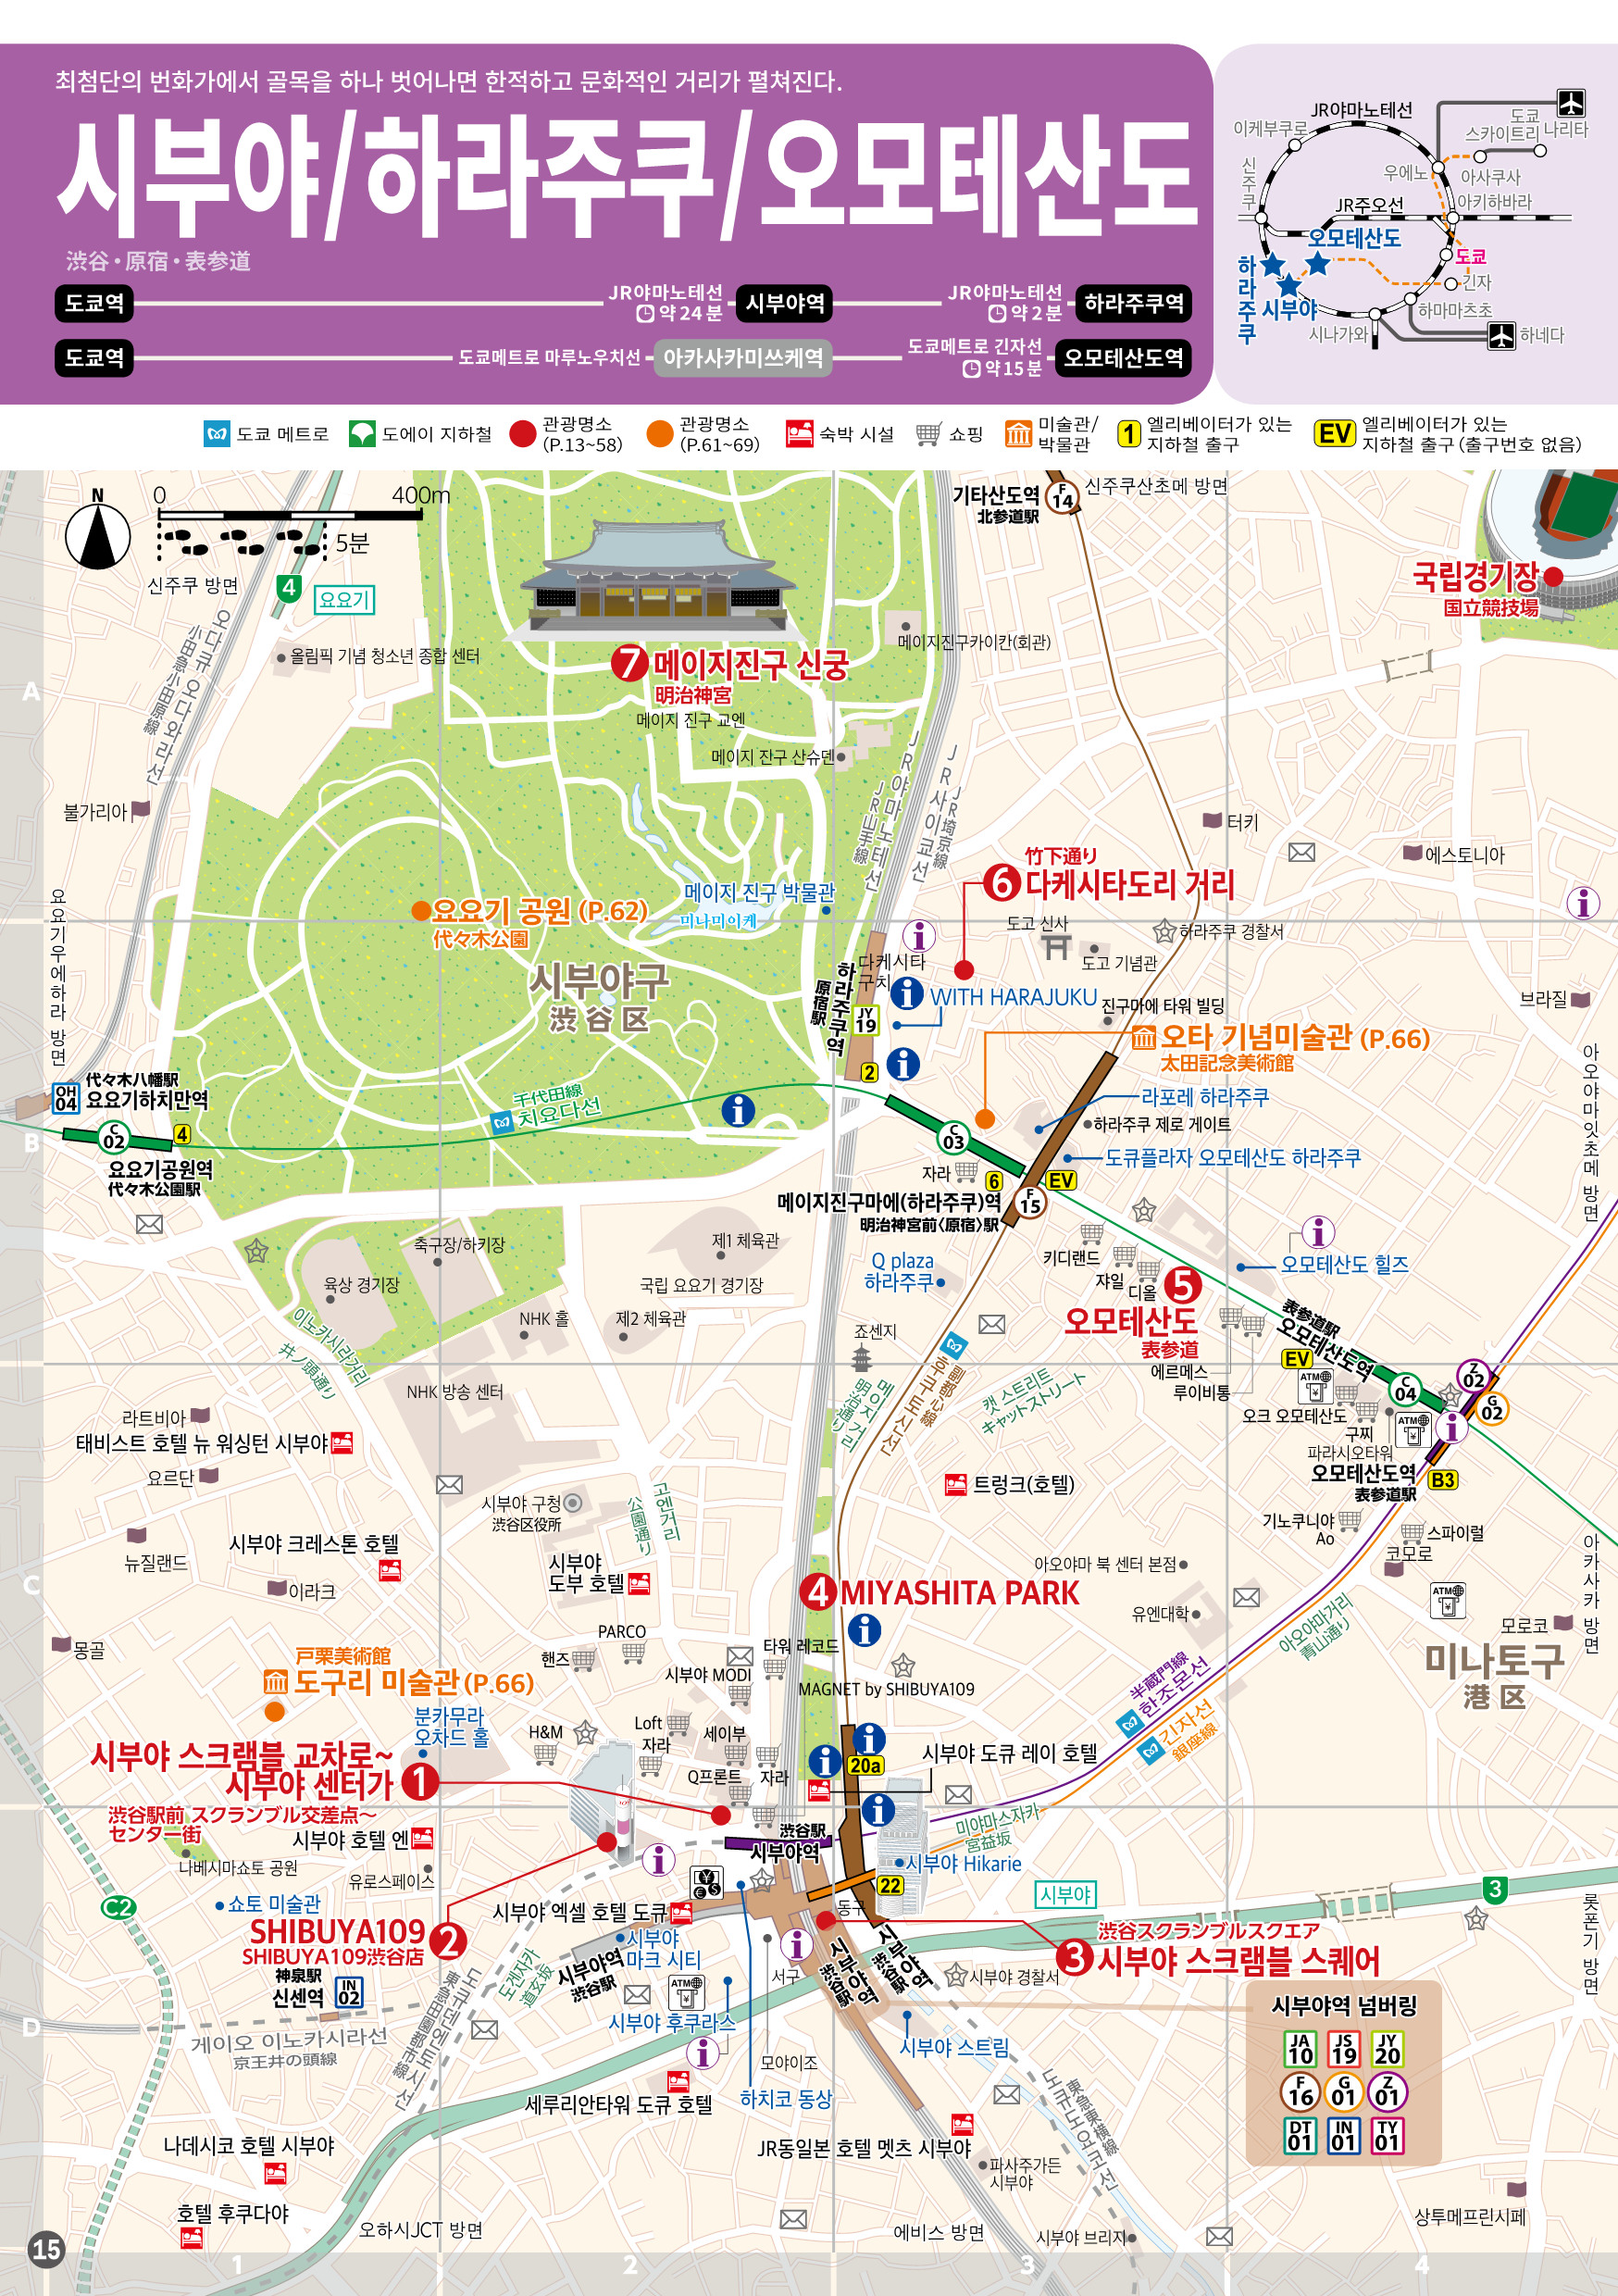 최첨단의 번화가에서 골목을 하나 벗어나면 한적하고 문화적인 거리가 펼쳐진다.
시부야/하라주쿠/오모테산도
渋谷・原宿・表参道
도쿄역
JR야마노테선
약 24 분
시부야역
JR야마노테선
약 2 분
하라주쿠역
도쿄역
도쿄메트로 마루노우치선
아카사카미쓰케역
도쿄메트로 긴자선
약 15 분
오모테산도역
JR야마노테선
이케부쿠로
도쿄
스카이트리
나리타
신주쿠
우에노
아사쿠사
아키하바라
JR주오선
오모테산도
도쿄
하라주쿠
시부야
긴자
하마마츠초
시나가와
하네다
도쿄 메트로
도에이 지하철
관광명소
(P.13~58)
관광명소
(P.61~69)
숙박 시설
쇼핑
미술관/
박물관
1
엘리베이터가 있는
지하철 출구
EV
엘리베이터가 있는
지하철 출구 (출구번호 없음)
N
0
400m
5분
신주쿠 방면
4
요요기
오다큐 오다와라 선
小田急小田原線
올림픽 기념 청소년 종합 센터
기타산도역
北参道駅
F
14
신주쿠산초메 방면
국립경기장
国立競技場
메이지진구카이칸(회관)
7 메이지진구 신궁
明治神宮
메이지 진구 교엔
메이지 진구 산슈덴
A
JR야마노테선
JR山手線
JR사이쿄선
JR埼京線
불가리아
터키
에스토니아
竹下通り
6 다케시타도리 거리
메이지 진구 박물관
미나미이케
요요기 공원 (P.62)
代々木公園
시부야구
渋谷区
요요기우에하라 방면
도고 신사
도고 기념관
하라주쿠 경찰서
다케시타
구치
하라주쿠역
原宿駅
JY
19
WITH HARAJUKU
진구마에 타워 빌딩
브라질
오타 기념미술관 (P.66)
太田記念美術館
2
代々木八幡駅
요요기하치만역
OH
04
C
02
4
요요기공원역
代々木公園駅
B
千代田線
치요다선
라포레 하라주쿠
하라주쿠 제로 게이트
도큐플라자 오모테산도 하라주쿠
아오야마잇초메 방면
C
03
자라
6
EV
F
15
메이지진구마에(하라주쿠)역
明治神宮前〈原宿〉駅
축구장/하키장
육상 경기장
제1 체육관
국립 요요기 경기장
제2 체육관
NHK 홀
NHK 방송 센터
이노카시라거리
井ノ頭通り
Q plaza
하라주쿠
키디랜드
쟈일
디올
5
오모테산도
表参道
오모테산도 힐즈
죠센지
에르메스
루이비통
表参道駅
오모테산도역
EV
ATM
C
04
Z
02
G
02
오크 오모테산도
구찌
ATM
파라시오타워
오모테산도역
表参道駅
B3
후쿠도신선
副都心線
메이지거리
明治通り
캣 스트리트
キャットストリート
라트비아
태비스트 호텔 뉴 워싱턴 시부야
요르단
트렁크(호텔)
기노쿠니야
Ao
스파이럴
코모로
시부야 구청
渋谷区役所
고엔거리
公園通り
뉴질랜드
시부야 크레스톤 호텔
이라크
시부야
도부 호텔
아오야마 북 센터 본점
유엔대학
ATM
모로코
아카사카 방면
C
4 MIYASHITA PARK
아오야마거리
青山通り
미나토구
港区
몽골
戸栗美術館
도구리 미술관 (P.66)
PARCO
핸즈
타워 레코드
시부야 MODI
MAGNET by SHIBUYA109
半蔵門線
한조몬선
긴자선
銀座線
분카무라
오차드 홀
H&M
Loft
자라
세이부
Q프론트
자라
20a
시부야 도큐 레이 호텔
시부야 스크램블 교차로~
시부야 센터가 1
渋谷駅前 スクランブル交差点～
センター街
시부야 호텔 엔
나베시마쇼토 공원
유로스페이스
渋谷駅
시부야역
미야마스자카
宮益坂
시부야 Hikarie
22
시부야
3
C2
쇼토 미술관
SHIBUYA109 2
SHIBUYA109渋谷店
시부야 엑셀 호텔 도큐
시부야
마크 시티
시부야역
渋谷駅
동구
서구
시부야역
渋谷駅
시부야역
渋谷駅
渋谷スクランブルスクエア
3 시부야 스크램블 스퀘어
시부야 경찰서
롯폰기 방면
神泉駅
신센역
IN
02
도겐자카
道玄坂
도큐덴엔도시 선
東急田園都市線
게이오 이노카시라선
京王井の頭線
D
ATM
시부야 후쿠라스
모야이조
하치코 동상
시부야 스트림
시부야역 넘버링
JA
10
JS
19
JY
20
F
16
G
01
Z
01
DT
01
IN
01
TY
01
세루리안타워 도큐 호텔
JR동일본 호텔 멧츠 시부야
도큐도요코 선
東急東横線
파사주가든
시부야
나데시코 호텔 시부야
호텔 후쿠다야
오하시JCT 방면
에비스 방면
시부야 브리지
상투메프린시페
15
1
2
3
4